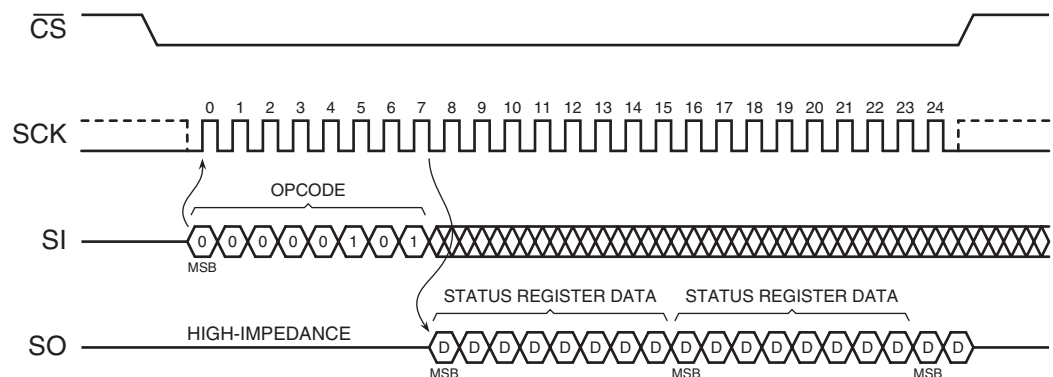 CS
0 1 2 3 4 5 6 7 8 9 10 11 12 13 14 15 16 17 18 19 20 21 22 23 24
SCK
OPCODE
SI 0 0 0 0 0 1 0 1
MSB
STATUS REGISTER DATA STATUS REGISTER DATA
HIGH-IMPEDANCE
SO D D D D D D D D D D D D D D D D D D
MSB MSB MSB